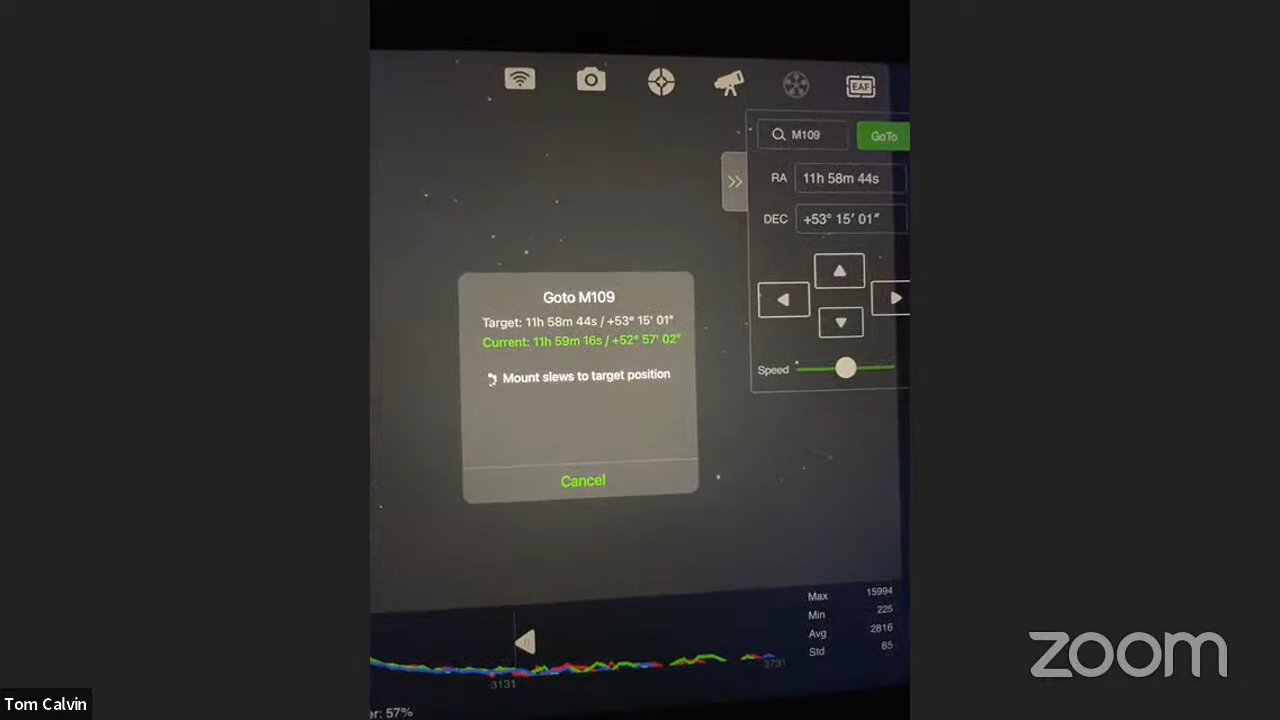 EAF
M109
GoTo
RA 11h 58m 44s
DEC +53° 15′ 01″
Goto M109
Target: 11h 58m 44s / +53° 15′ 01″
Current: 11h 59m 16s / +52° 57′ 02″
Mount slews to target position
Speed
Cancel
Max 15994
Min 225
Avg 2816
Std 85
3131
3731
er: 57%
Tom Calvin
zoom